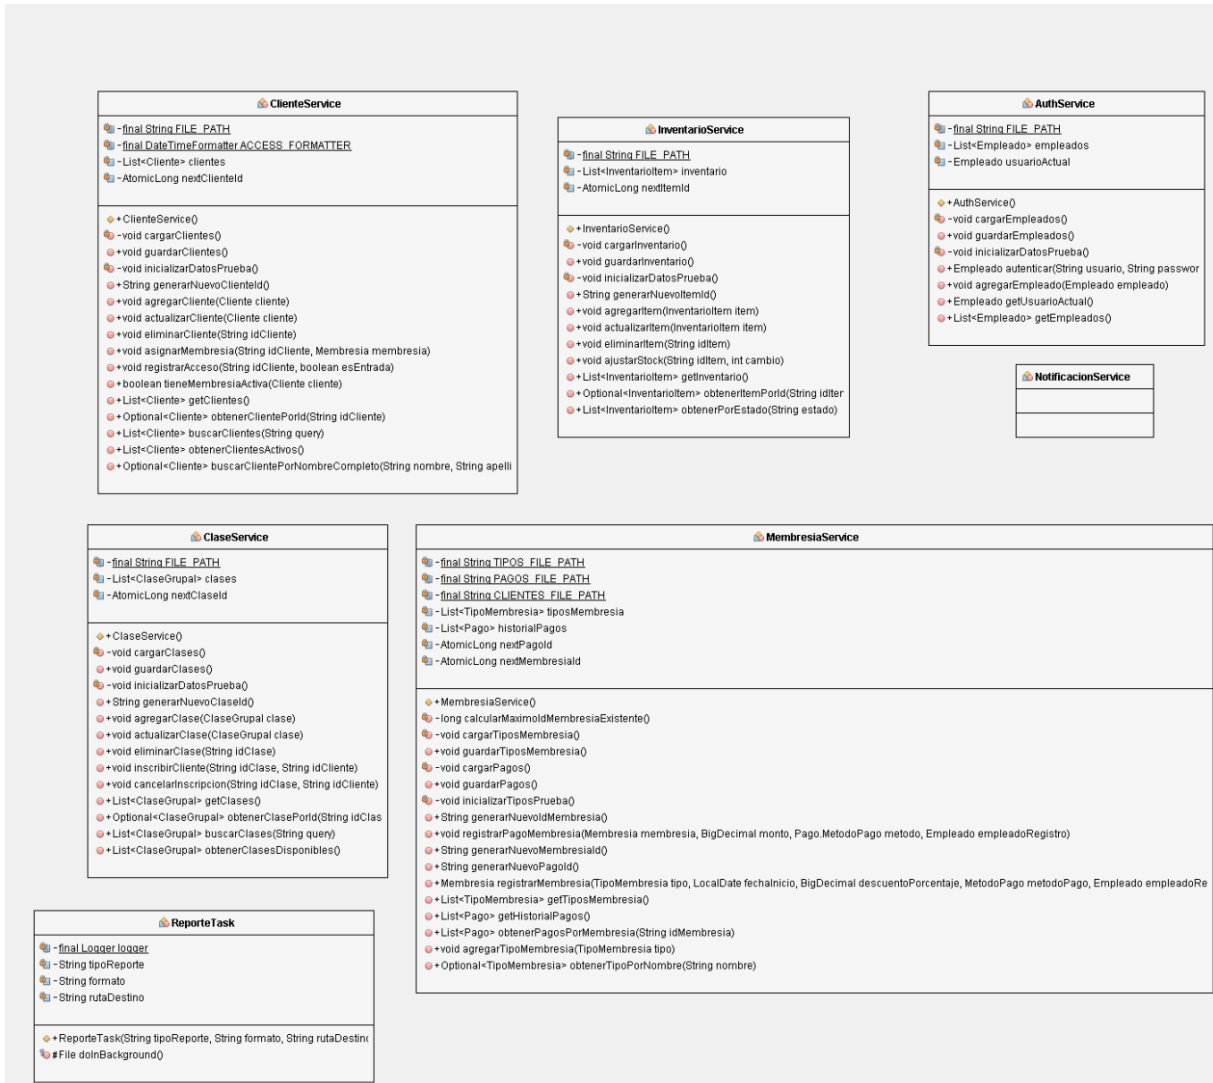 ClienteService
-final String FILE_PATH
-final DateTimeFormatter ACCESS_FORMATTER
-List<Cliente> clientes
-AtomicLong nextClienteId
+ClienteService()
-void cargarClientes()
+void guardarClientes()
-void inicializarDatosPrueba()
+String generarNuevoClienteId()
+void agregarCliente(Cliente cliente)
+void actualizarCliente(Cliente cliente)
+void eliminarCliente(String idCliente)
+void asignarMembresia(String idCliente, Membresia membresia)
+void registrarAcceso(String idCliente, boolean esEntrada)
+boolean tieneMembresiaActiva(Cliente cliente)
+List<Cliente> getClientes()
+Optional<Cliente> obtenerClientePorId(String idCliente)
+List<Cliente> buscarClientes(String query)
+List<Cliente> obtenerClientesActivos()
+Optional<Cliente> buscarClientePorNombreCompleto(String nombre, String apelli
InventarioService
-final String FILE_PATH
-List<InventarioItem> inventario
-AtomicLong nextItemId
+InventarioService()
-void cargarInventario()
+void guardarInventario()
-void inicializarDatosPrueba()
+String generarNuevoItemId()
+void agregarItem(InventarioItem item)
+void actualizarItem(InventarioItem item)
+void eliminarItem(String idItem)
+void ajustarStock(String idItem, int cambio)
+List<InventarioItem> getInventario()
+Optional<InventarioItem> obtenerItemPorId(String idIter
+List<InventarioItem> obtenerPorEstado(String estado)
AuthService
-final String FILE_PATH
-List<Empleado> empleados
-Empleado usuarioActual
+AuthService()
-void cargarEmpleados()
+void guardarEmpleados()
-void inicializarDatosPrueba()
+Empleado autenticar(String usuario, String passwor
+void agregarEmpleado(Empleado empleado)
+Empleado getUsuarioActual()
+List<Empleado> getEmpleados()
NotificacionService
ClaseService
-final String FILE_PATH
-List<ClaseGrupal> clases
-AtomicLong nextClaseId
+ClaseService()
-void cargarClases()
+void guardarClases()
-void inicializarDatosPrueba()
+String generarNuevoClaseId()
+void agregarClase(ClaseGrupal clase)
+void actualizarClase(ClaseGrupal clase)
+void eliminarClase(String idClase)
+void inscribirCliente(String idClase, String idCliente)
+void cancelarInscripcion(String idClase, String idCliente)
+List<ClaseGrupal> getClases()
+Optional<ClaseGrupal> obtenerClasePorId(String idClas
+List<ClaseGrupal> buscarClases(String query)
+List<ClaseGrupal> obtenerClasesDisponibles()
MembresiaService
-final String TIPOS_FILE_PATH
-final String PAGOS_FILE_PATH
-final String CLIENTES_FILE_PATH
-List<TipoMembresia> tiposMembresia
-List<Pago> historialPagos
-AtomicLong nextPagoId
-AtomicLong nextMembresiaId
+MembresiaService()
-long calcularMaximoIdMembresiaExistente()
-void cargarTiposMembresia()
+void guardarTiposMembresia()
-void cargarPagos()
+void guardarPagos()
-void inicializarTiposPrueba()
+String generarNuevoIdMembresia()
+void registrarPagoMembresia(Membresia membresia, BigDecimal monto, Pago.MetodoPago metodo, Empleado empleadoRegistro)
+String generarNuevoMembresiaId()
+String generarNuevoPagoId()
+Membresia registrarMembresia(TipoMembresia tipo, LocalDate fechaInicio, BigDecimal descuentoPorcentaje, MetodoPago metodoPago, Empleado empleadoRe
+List<TipoMembresia> getTiposMembresia()
+List<Pago> getHistorialPagos()
+List<Pago> obtenerPagosPorMembresia(String idMembresia)
+void agregarTipoMembresia(TipoMembresia tipo)
+Optional<TipoMembresia> obtenerTipoPorNombre(String nombre)
ReporteTask
-final Logger logger
-String tipoReporte
-String formato
-String rutaDestino
+ReporteTask(String tipoReporte, String formato, String rutaDestino
#File doInBackground()